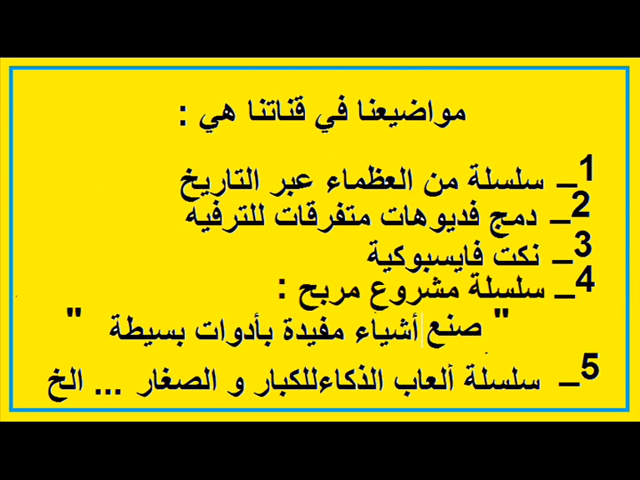 مواضيعنا في قناتنا هي :
1_ سلسلة من العظماء عبر التاريخ
2_ دمج فديوهات متفرقات للترفيه
3_ نكت فايسبوكية
4_ سلسلة مشروع مربح :
" صنع أشياء مفيدة بأدوات بسيطة "
5_ سلسلة ألعاب الذكاءللكبار و الصغار ... الخ